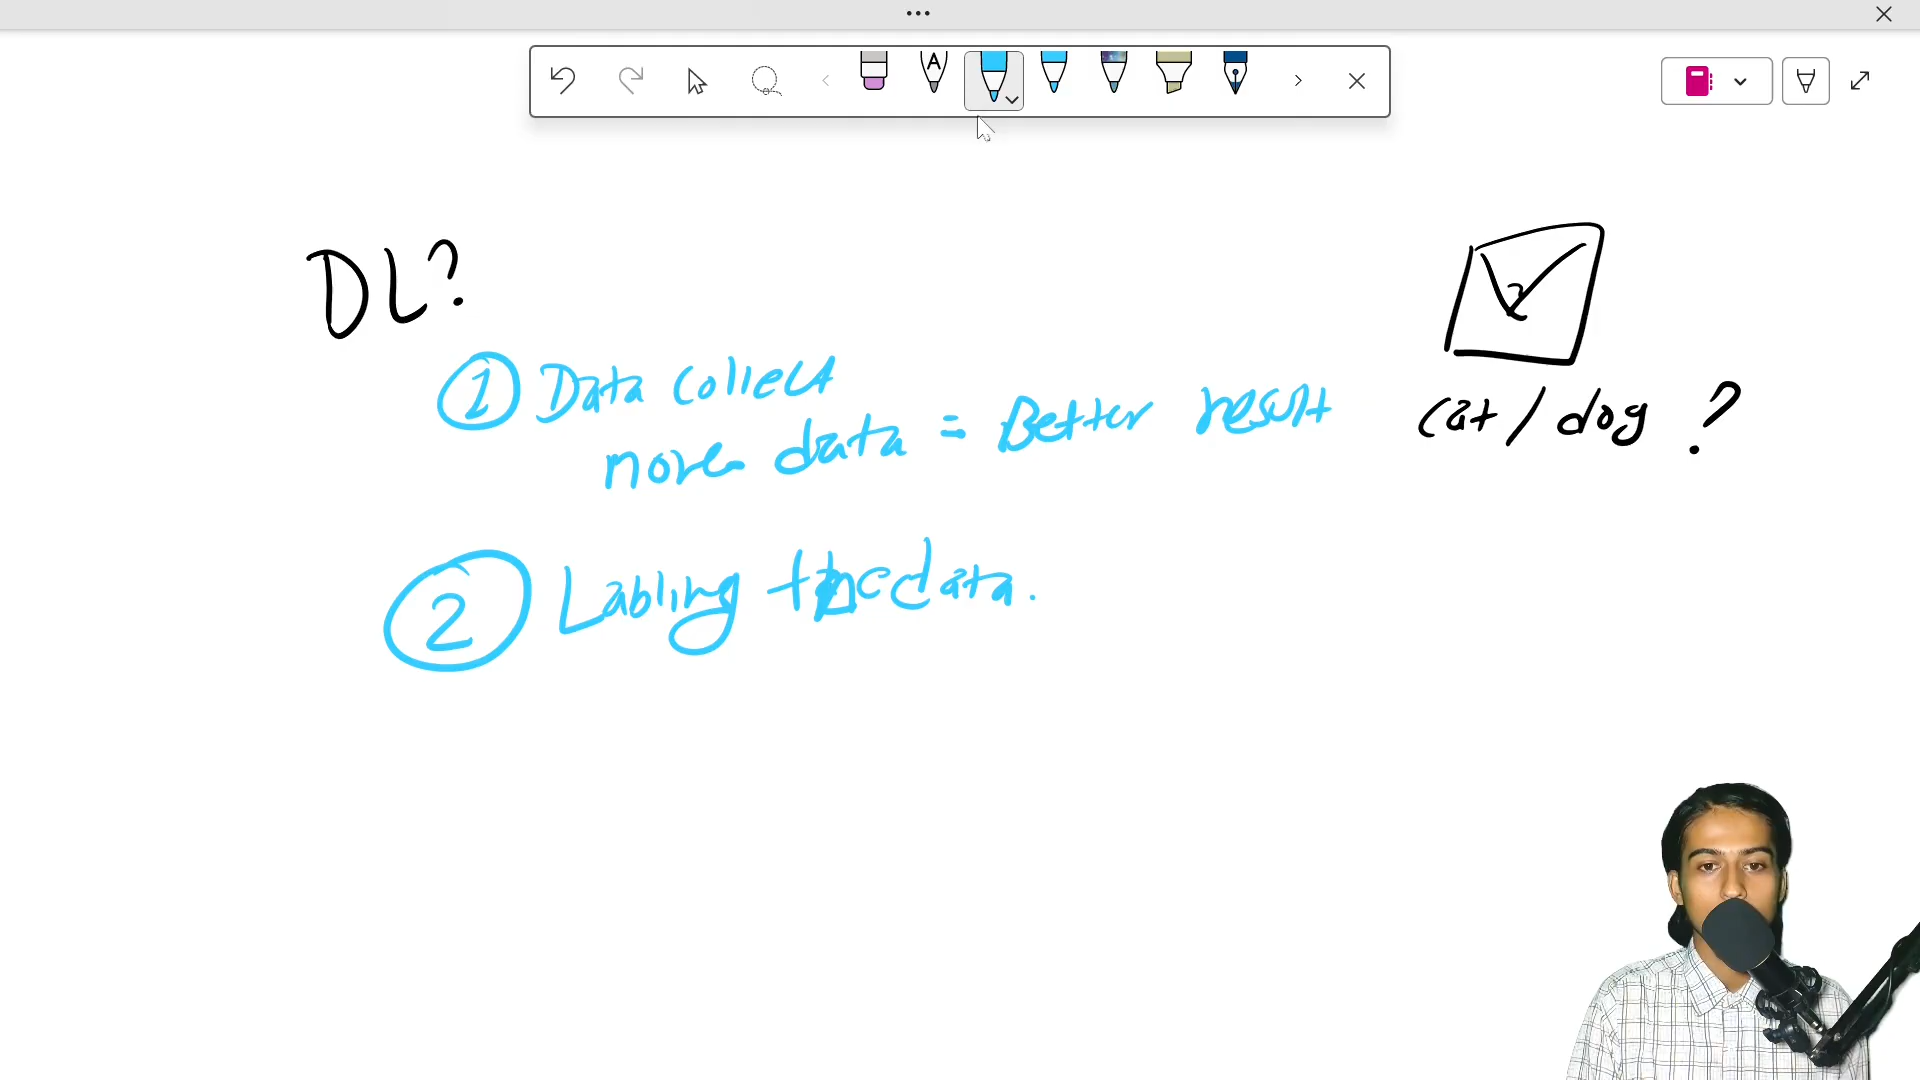 DL?
① Data collect
more data = Better result
cat / dog ?
② Labling the data.